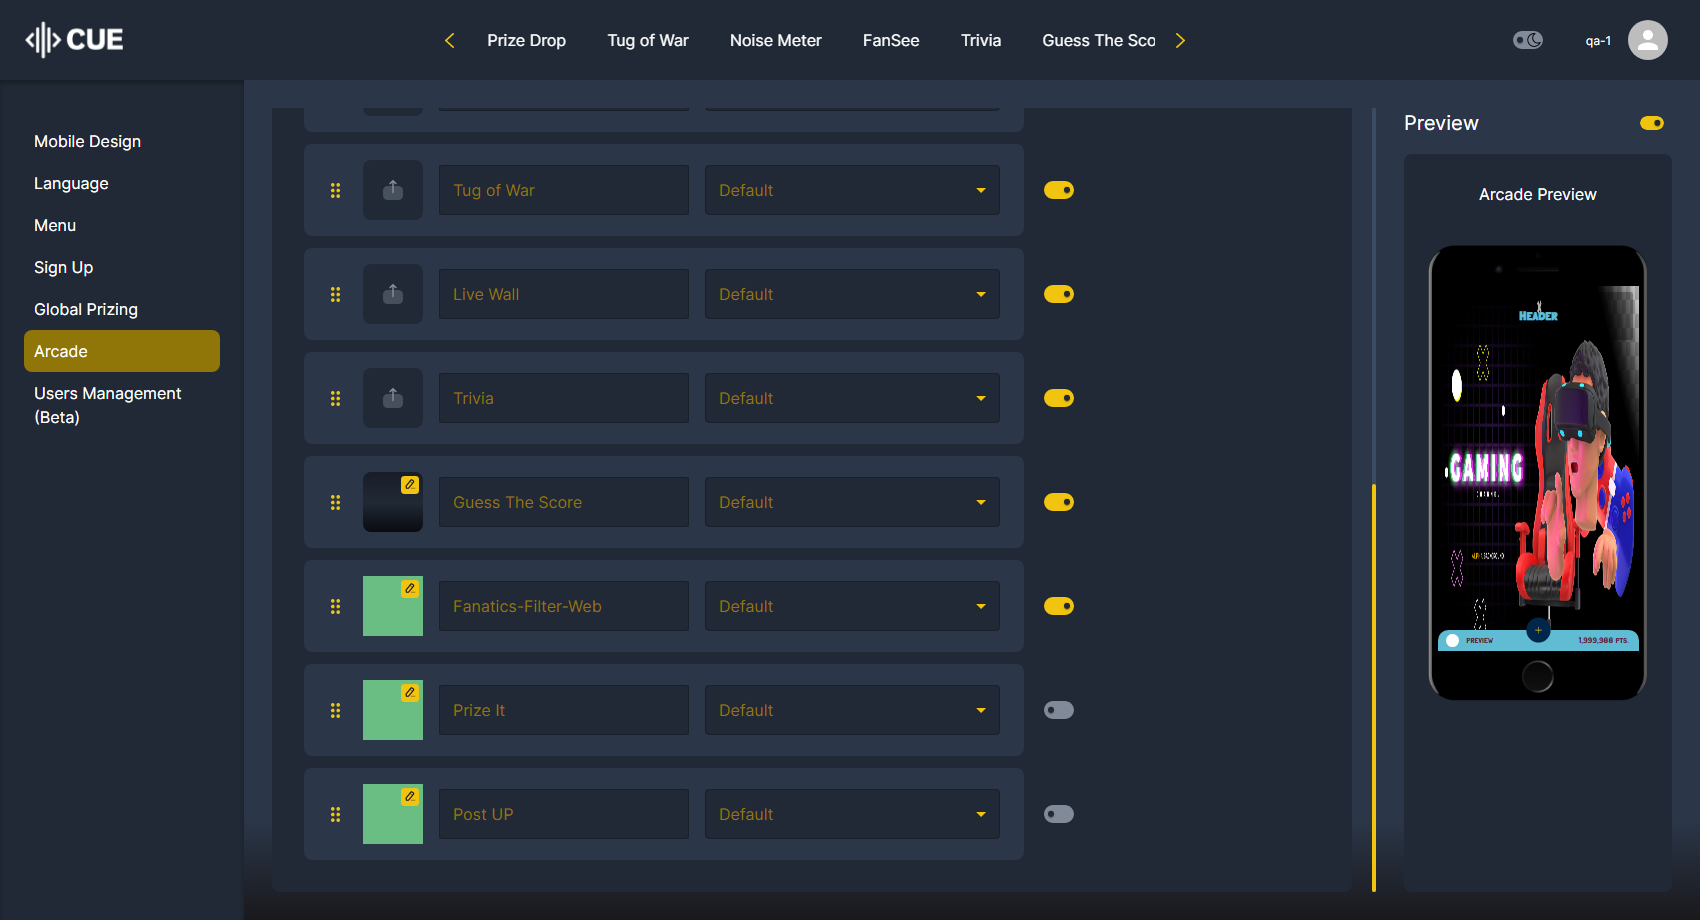 CUE
Prize Drop
Tug of War
Noise Meter
FanSee
Trivia
Guess The Sco
qa-1
Mobile Design
Language
Menu
Sign Up
Global Prizing
Arcade
Users Management
(Beta)
Tug of War
Default
Live Wall
Default
Trivia
Default
Guess The Score
Default
Fanatics-Filter-Web
Default
Prize It
Default
Post UP
Default
Preview
Arcade Preview
HEADER
GAMING
PREVIEW
+
1,999,988 PTS.